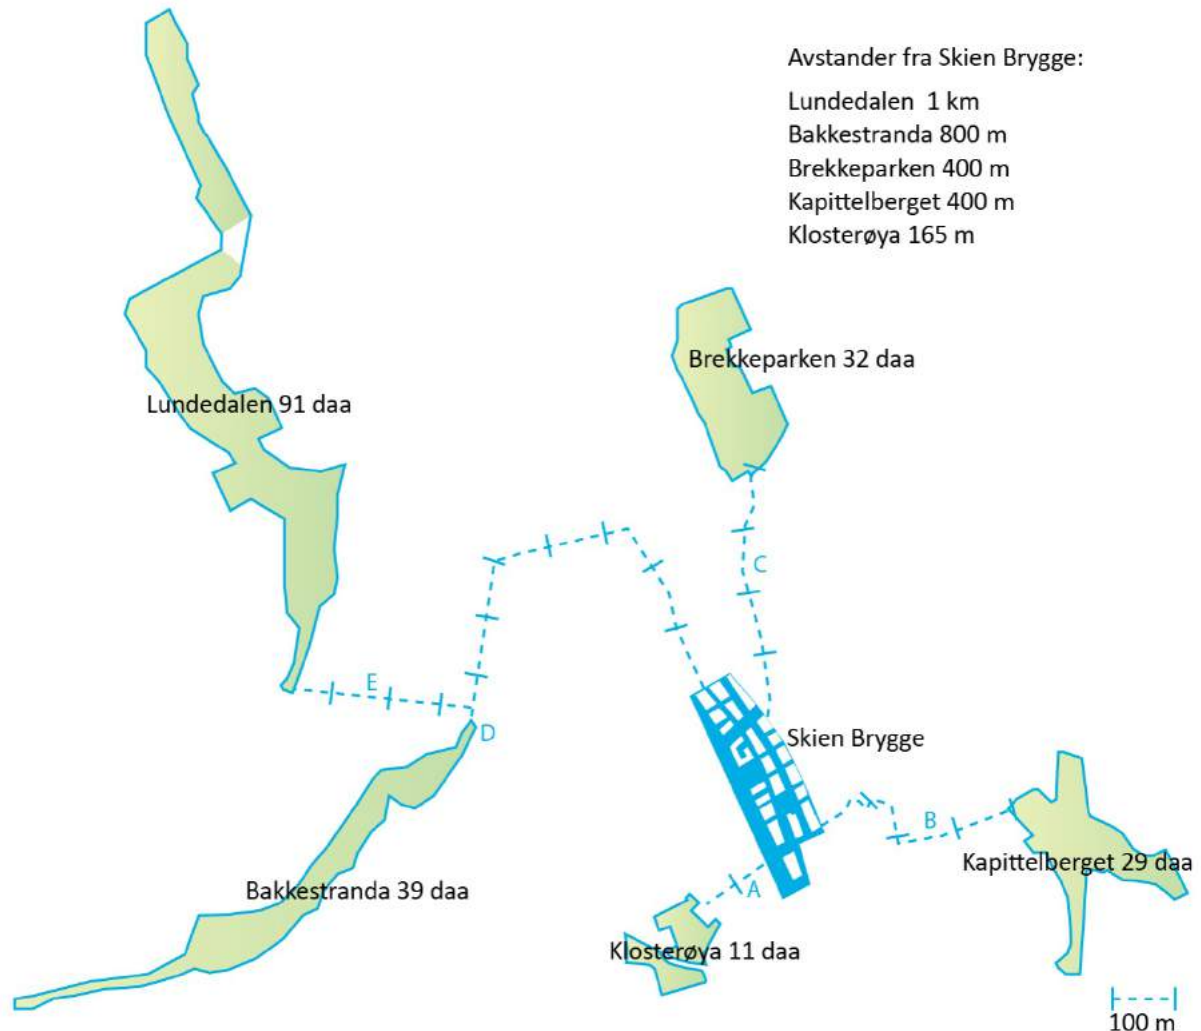 Avstander fra Skien Brygge:
Lundedalen 1 km
Bakkestranda 800 m
Brekkeparken 400 m
Kapittelberget 400 m
Klosterøya 165 m
Brekkeparken 32 daa
Lundedalen 91 daa
C
E
D
Skien Brygge
B
Kapittelberget 29 daa
A
Bakkestranda 39 daa
Klosterøya 11 daa
100 m